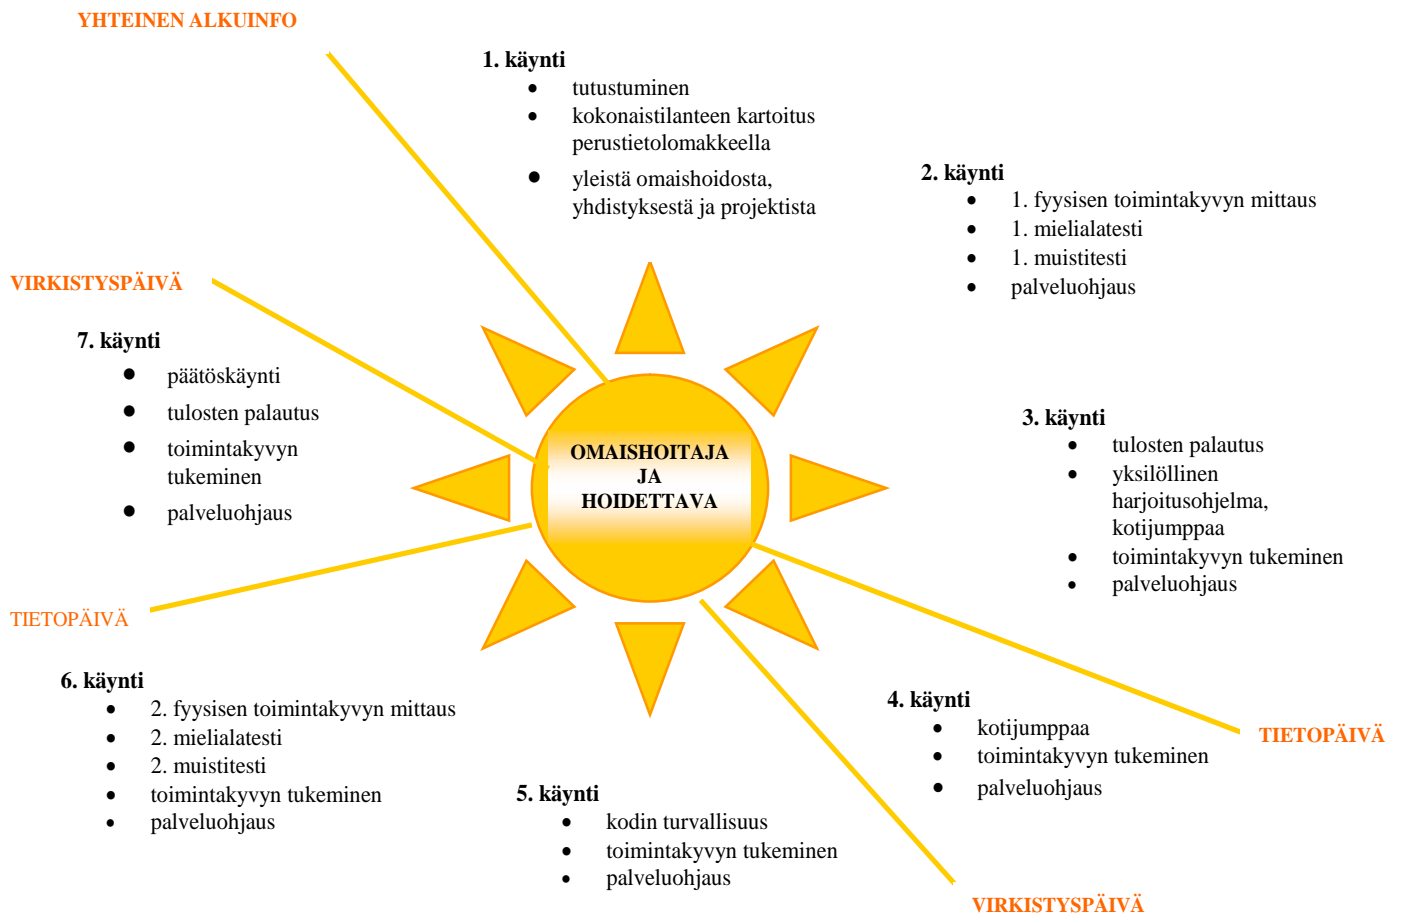 YHTEINEN ALKUINFO
1. käynti
• tutustuminen
• kokonaistilanteen kartoitus
perustietolomakkeella
• yleistä omaishoidosta,
yhdistyksestä ja projektista
2. käynti
• 1. fyysisen toimintakyvyn mittaus
• 1. mielialatesti
• 1. muistitesti
• palveluohjaus
VIRKISTYSPÄIVÄ
7. käynti
• päätöskäynti
• tulosten palautus
• toimintakyvyn
tukeminen
• palveluohjaus
OMAISHOITAJA
JA
HOIDETTAVA
3. käynti
• tulosten palautus
• yksilöllinen
harjoitusohjelma,
kotijumppaa
• toimintakyvyn tukeminen
• palveluohjaus
TIETOPÄIVÄ
6. käynti
• 2. fyysisen toimintakyvyn mittaus
• 2. mielialatesti
• 2. muistitesti
• toimintakyvyn tukeminen
• palveluohjaus
4. käynti
• kotijumppaa
• toimintakyvyn tukeminen
• palveluohjaus
TIETOPÄIVÄ
5. käynti
• kodin turvallisuus
• toimintakyvyn tukeminen
• palveluohjaus
VIRKISTYSPÄIVÄ